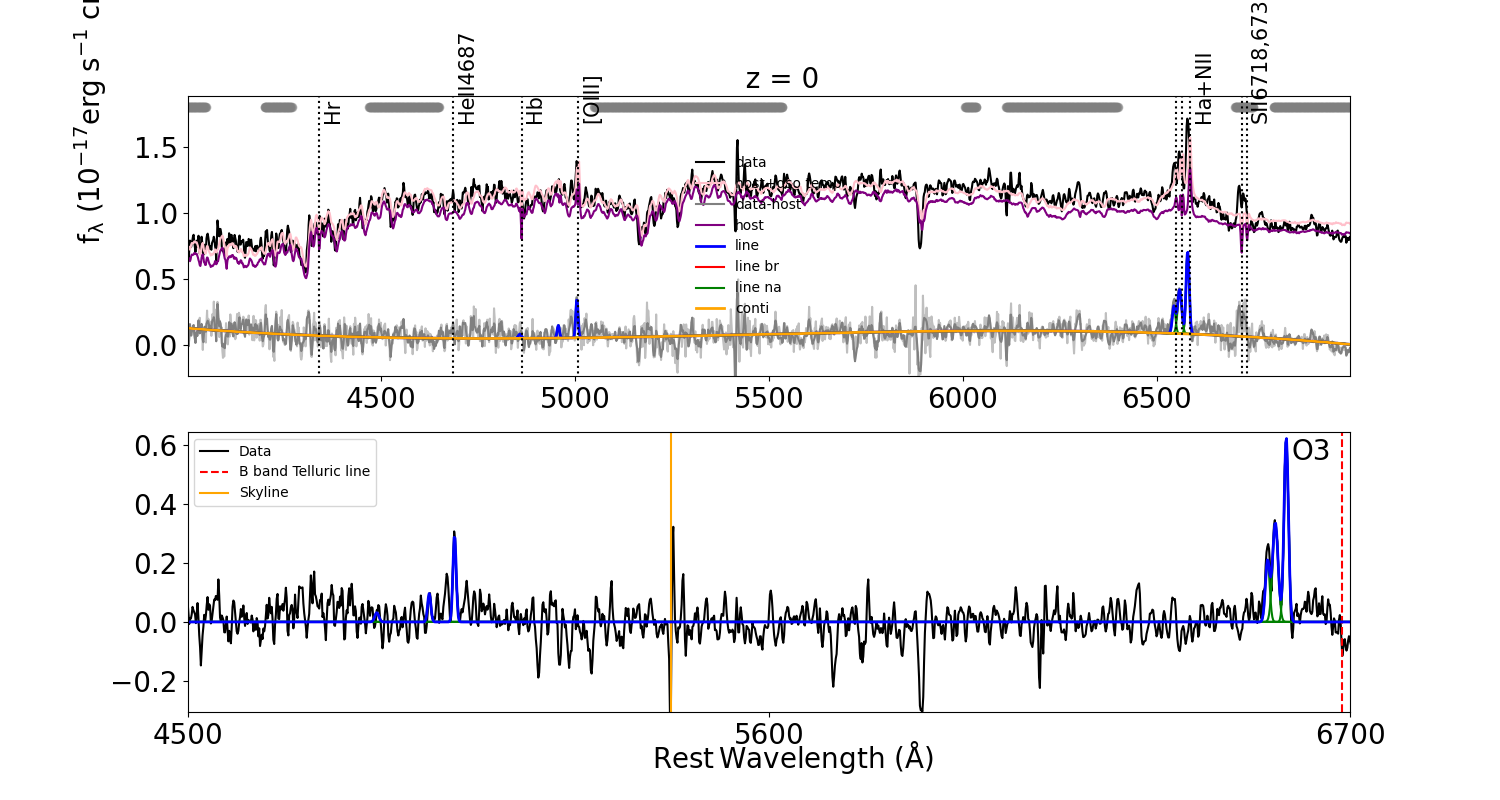 z = 0
f_λ (10^−17 erg s^−1
Hr
HeII4687
Hb
[OIII]
Ha+NII
SII6718,673
data
data-host
host
line
line br
line na
conti
1.5
1.0
0.5
0.0
4500 5000 5500 6000 6500
Data
B band Telluric line
Skyline
O3
0.6
0.4
0.2
0.0
−0.2
4500 5600 6700
Rest Wavelength (Å)